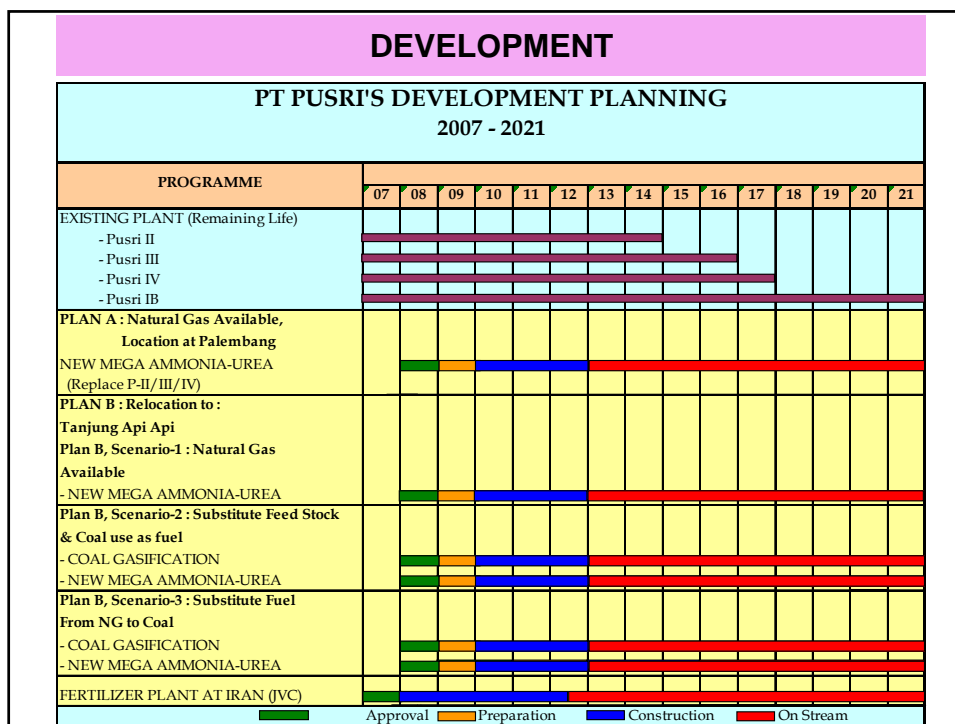 DEVELOPMENT
PT PUSRI'S DEVELOPMENT PLANNING
2007 - 2021
PROGRAMME
07 08 09 10 11 12 13 14 15 16 17 18 19 20 21
EXISTING PLANT (Remaining Life)
- Pusri II
- Pusri III
- Pusri IV
- Pusri IB
PLAN A : Natural Gas Available,
Location at Palembang
NEW MEGA AMMONIA-UREA
(Replace P-II/III/IV)
PLAN B : Relocation to :
Tanjung Api Api
Plan B, Scenario-1 : Natural Gas
Available
- NEW MEGA AMMONIA-UREA
Plan B, Scenario-2 : Substitute Feed Stock
& Coal use as fuel
- COAL GASIFICATION
- NEW MEGA AMMONIA-UREA
Plan B, Scenario-3 : Substitute Fuel
From NG to Coal
- COAL GASIFICATION
- NEW MEGA AMMONIA-UREA
FERTILIZER PLANT AT IRAN (JVC)
Approval Preparation Construction On Stream